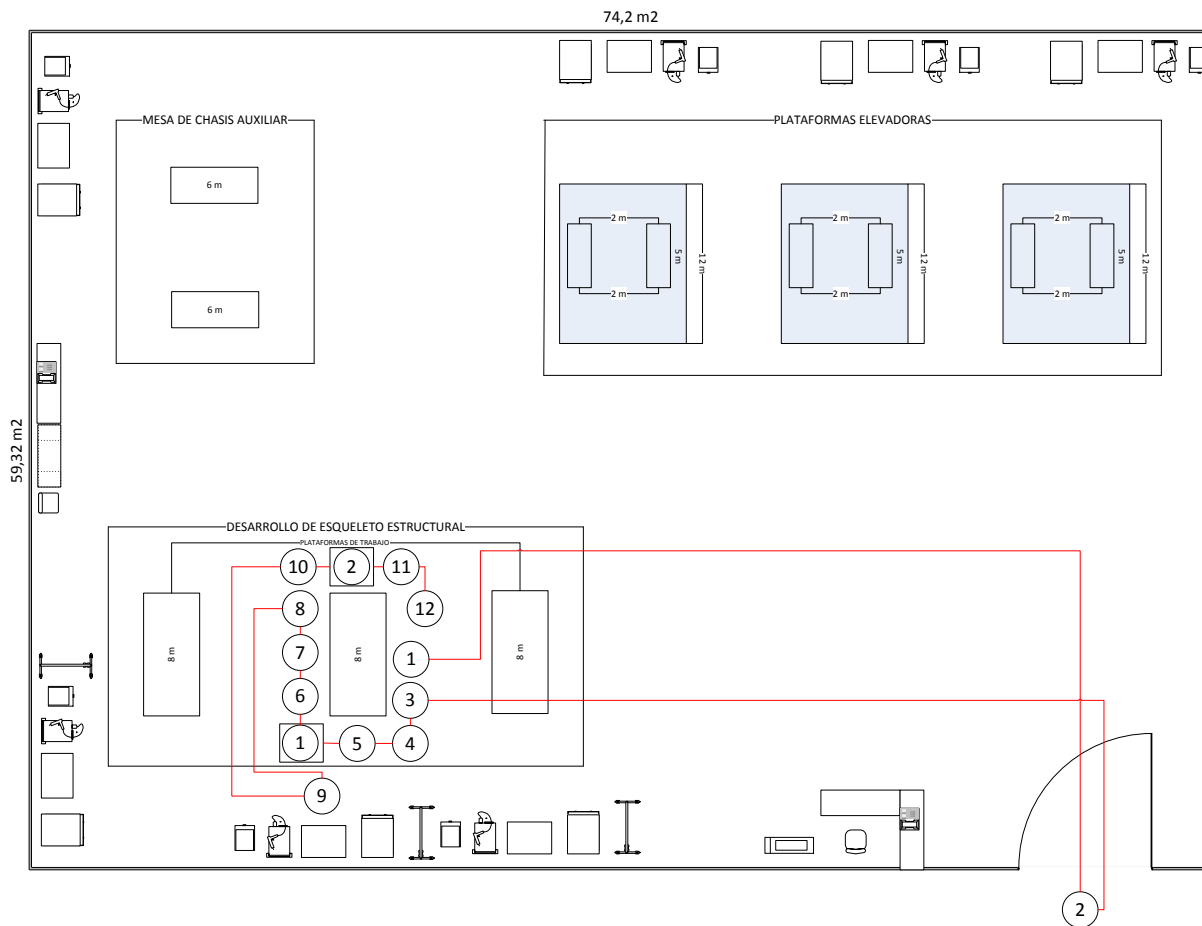 74,2 m2
MESA DE CHASIS AUXILIAR
PLATAFORMAS ELEVADORAS
6 m
6 m
2 m
2 m
5 m
12 m
2 m
2 m
5 m
12 m
2 m
2 m
5 m
12 m
59,32 m2
DESARROLLO DE ESQUELETO ESTRUCTURAL
PLATAFORMAS DE TRABAJO
10
2
11
8
12
7
1
8 m
8 m
8 m
6
3
1
5
4
9
2